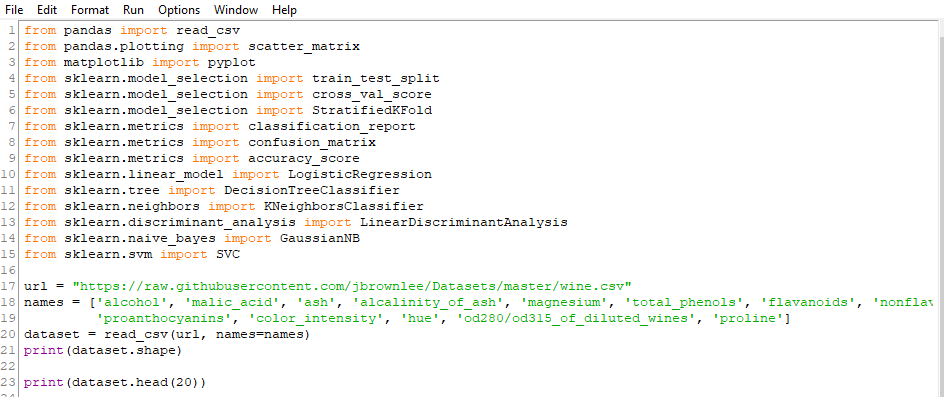 File Edit Format Run Options Window Help
1 from pandas import read_csv
2 from pandas.plotting import scatter_matrix
3 from matplotlib import pyplot
4 from sklearn.model_selection import train_test_split
5 from sklearn.model_selection import cross_val_score
6 from sklearn.model_selection import StratifiedKFold
7 from sklearn.metrics import classification_report
8 from sklearn.metrics import confusion_matrix
9 from sklearn.metrics import accuracy_score
10 from sklearn.linear_model import LogisticRegression
11 from sklearn.tree import DecisionTreeClassifier
12 from sklearn.neighbors import KNeighborsClassifier
13 from sklearn.discriminant_analysis import LinearDiscriminantAnalysis
14 from sklearn.naive_bayes import GaussianNB
15 from sklearn.svm import SVC
16
17 url = "https://raw.githubusercontent.com/jbrownlee/Datasets/master/wine.csv"
18 names = ['alcohol', 'malic_acid', 'ash', 'alcalinity_of_ash', 'magnesium', 'total_phenols', 'flavanoids', 'nonflav
19 'proanthocyanins', 'color_intensity', 'hue', 'od280/od315_of_diluted_wines', 'proline']
20 dataset = read_csv(url, names=names)
21 print(dataset.shape)
22
23 print(dataset.head(20))